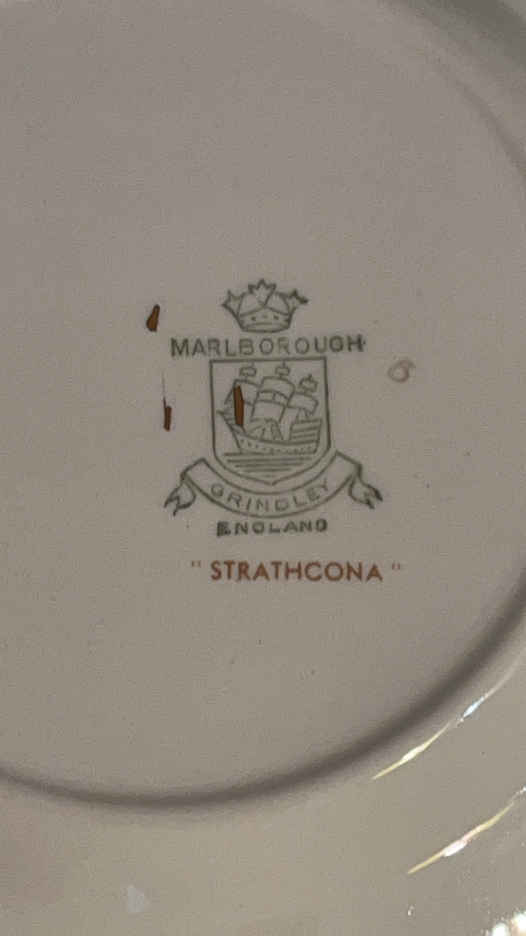 MARLBOROUGH
GRINDLEY
ENGLAND
"STRATHCONA"